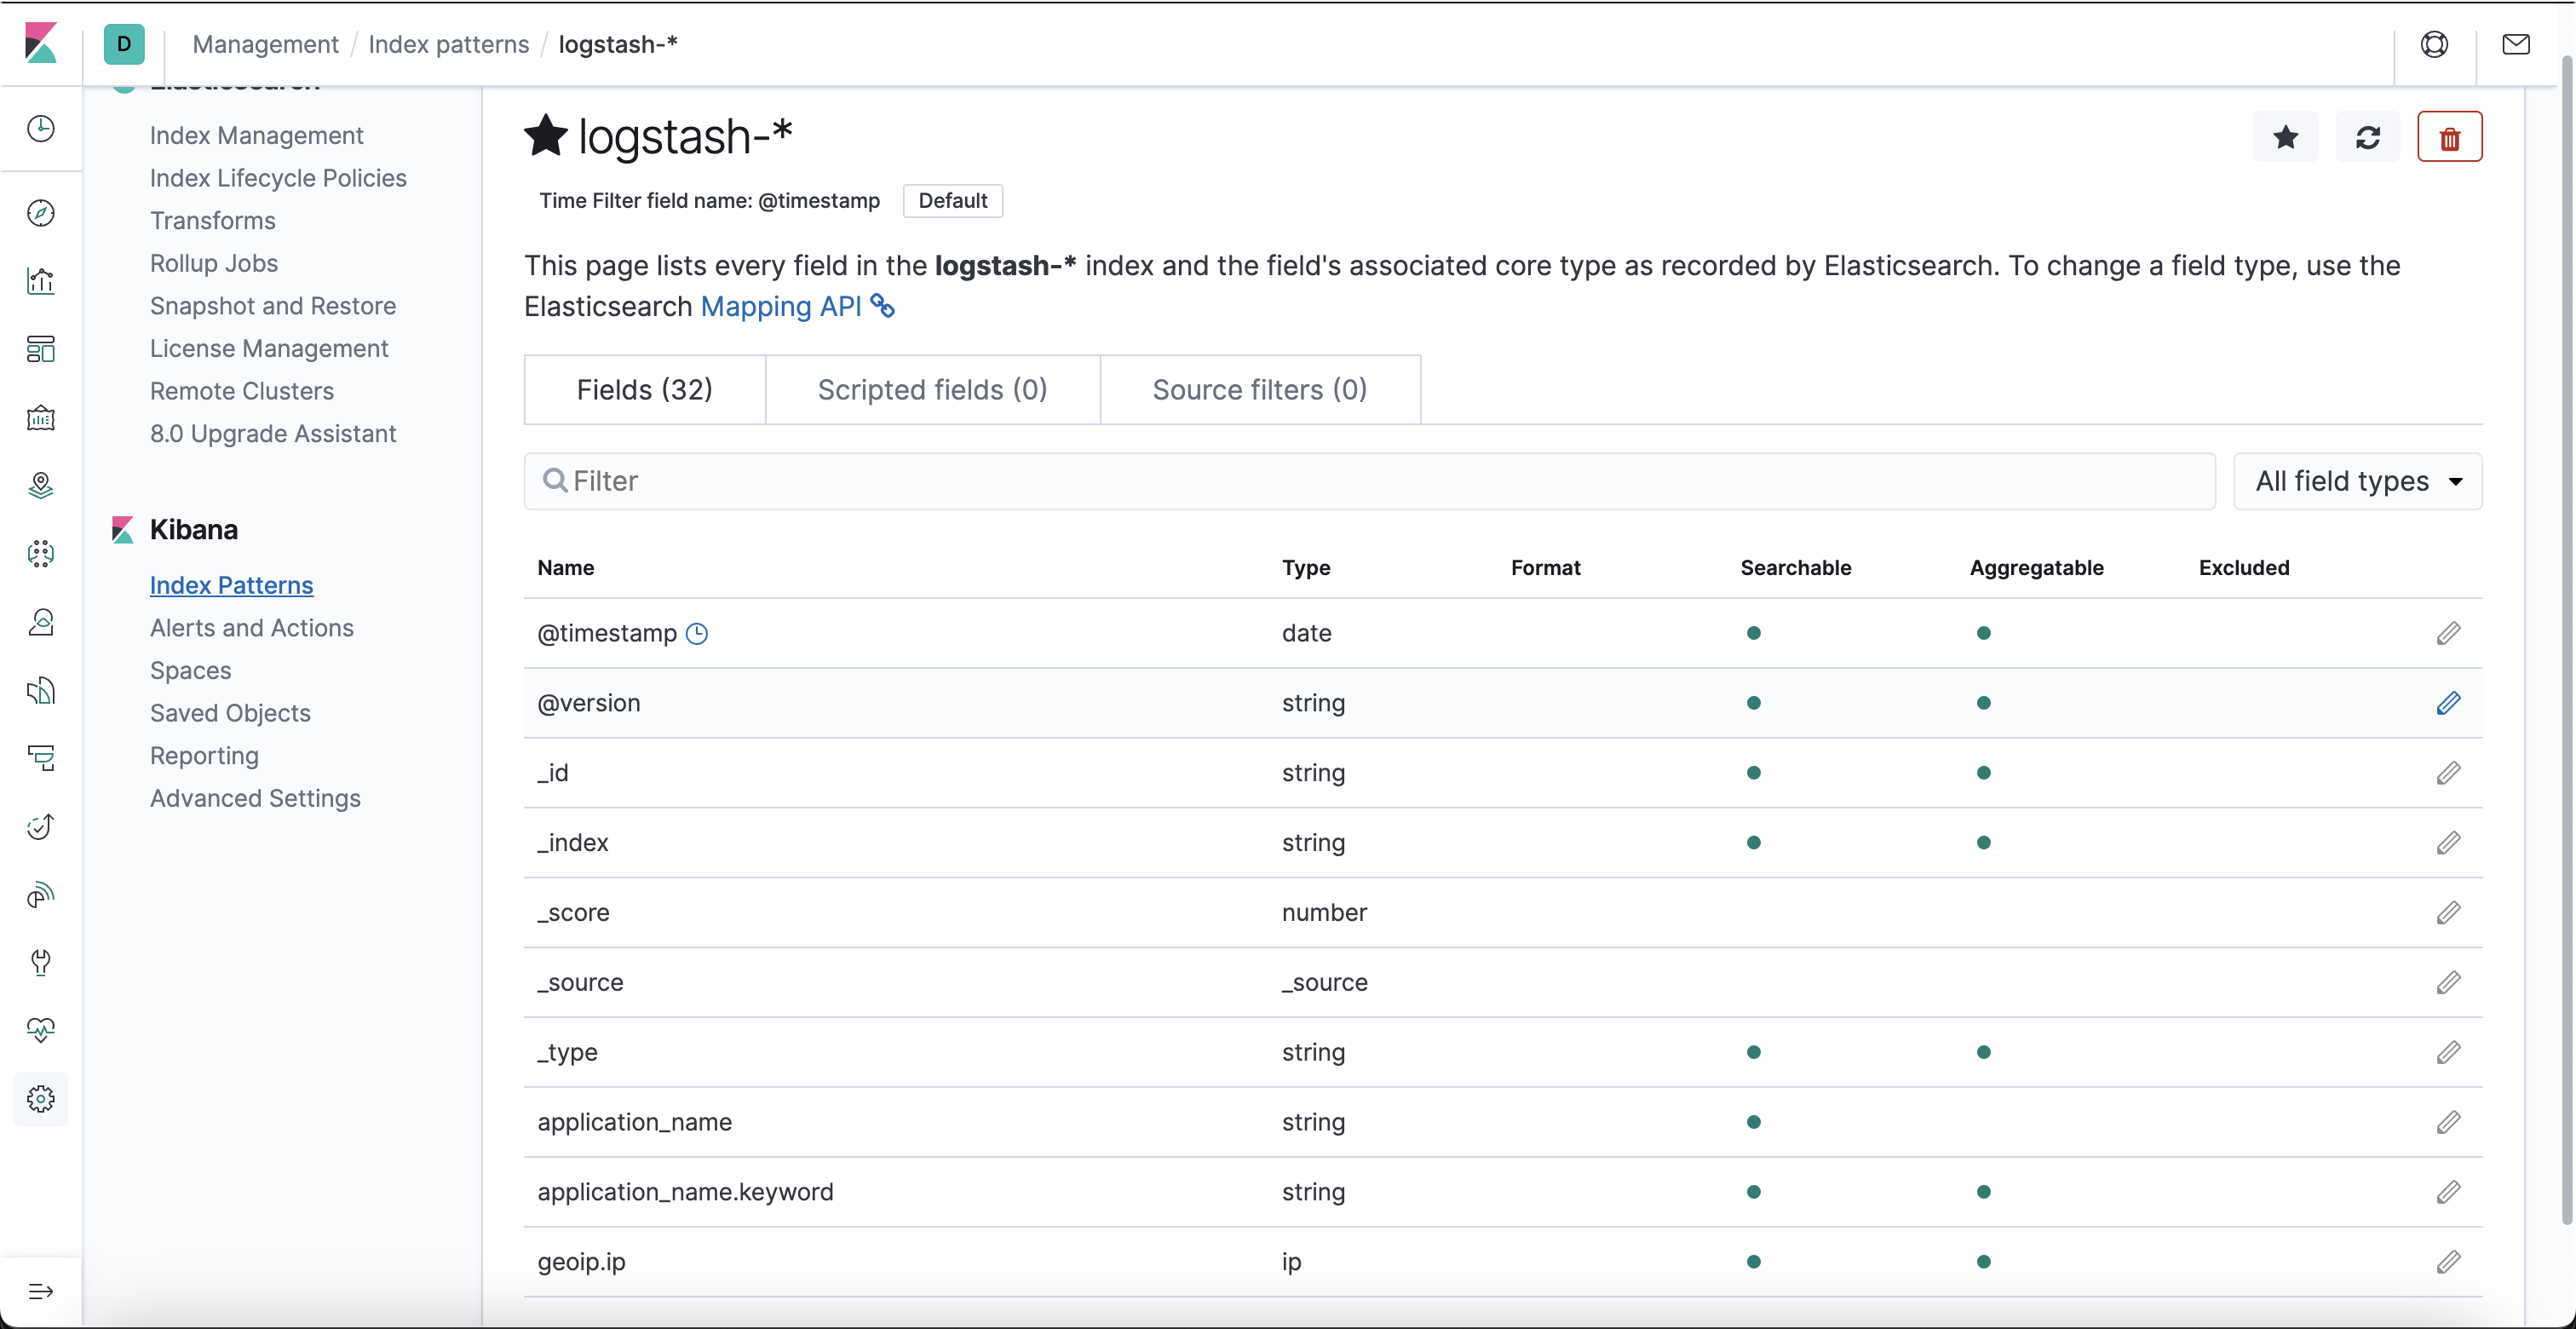 D
Management / Index patterns / logstash-*
Elasticsearch
Index Management
Index Lifecycle Policies
Transforms
Rollup Jobs
Snapshot and Restore
License Management
Remote Clusters
8.0 Upgrade Assistant
Kibana
Index Patterns
Alerts and Actions
Spaces
Saved Objects
Reporting
Advanced Settings
logstash-*
Time Filter field name: @timestamp Default
This page lists every field in the logstash-* index and the field's associated core type as recorded by Elasticsearch. To change a field type, use the
Elasticsearch Mapping API
Fields (32) Scripted fields (0) Source filters (0)
Filter All field types
Name Type Format Searchable Aggregatable Excluded
@timestamp date
@version string
_id string
_index string
_score number
_source _source
_type string
application_name string
application_name.keyword string
geoip.ip ip